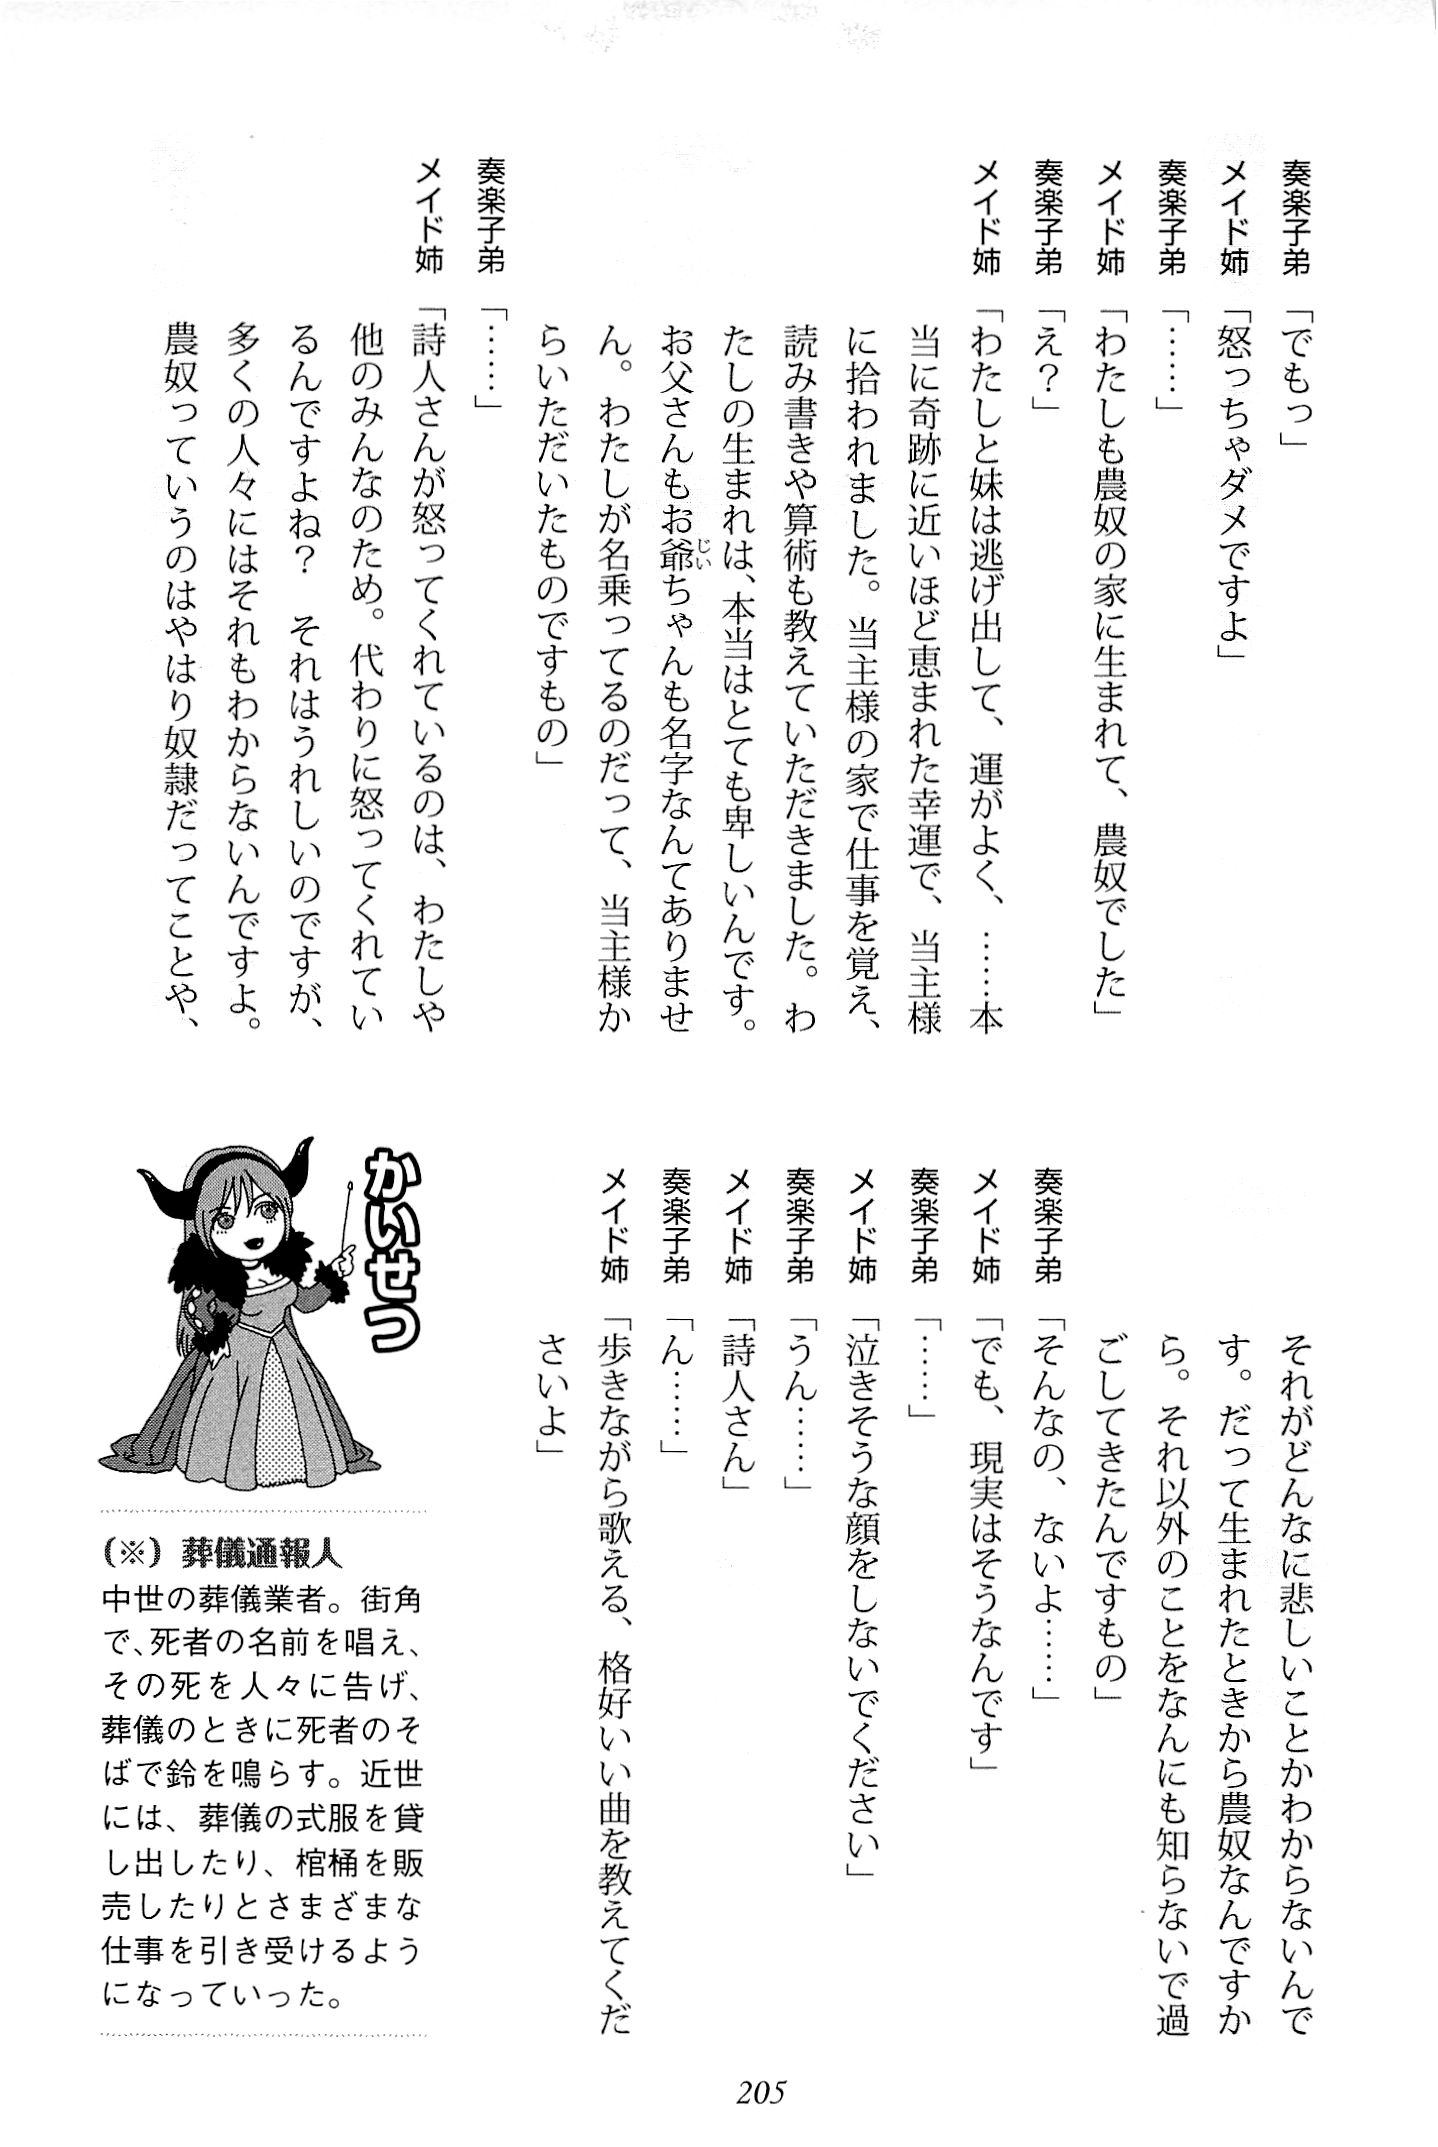 奏楽子弟「でもっ」
メイド姉「怒っちゃダメですよ」
奏楽子弟「……」
メイド姉「わたしも農奴の家に生まれて、農奴でした」
奏楽子弟「え？」
メイド姉「わたしと妹は逃げ出して、運がよく、……本
当に奇跡に近いほど恵まれた幸運で、当主様
に拾われました。当主様の家で仕事を覚え、
読み書きや算術も教えていただきました。わ
たしの生まれは、本当はとても卑しいんです。
お父さんもお爺ちゃんも名字なんてありませ
ん。わたしが名乗ってるのだって、当主様か
らいただいたものですもの」
奏楽子弟「……」
メイド姉「詩人さんが怒ってくれているのは、わたしや
他のみんなのため。代わりに怒ってくれてい
るんですよね？　それはうれしいのですが、
多くの人々にはそれもわからないんですよ。
農奴っていうのはやはり奴隷だってことや、
それがどんなに悲しいことかわからないんで
す。だって生まれたときから農奴なんですか
ら。それ以外のことをなんにも知らないで過
ごしてきたんですもの」
奏楽子弟「そんなの、ないよ……」
メイド姉「でも、現実はそうなんです」
奏楽子弟「……」
メイド姉「泣きそうな顔をしないでください」
奏楽子弟「うん……」
メイド姉「詩人さん」
奏楽子弟「ん……」
メイド姉「歩きながら歌える、格好いい曲を教えてくだ
さいよ」
かいせつ
（※）葬儀通報人
中世の葬儀業者。街角
で、死者の名前を唱え、
その死を人々に告げ、
葬儀のときに死者のそ
ばで鈴を鳴らす。近世
には、葬儀の式服を貸
し出したり、棺桶を販
売したりとさまざまな
仕事を引き受けるよう
になっていった。
205